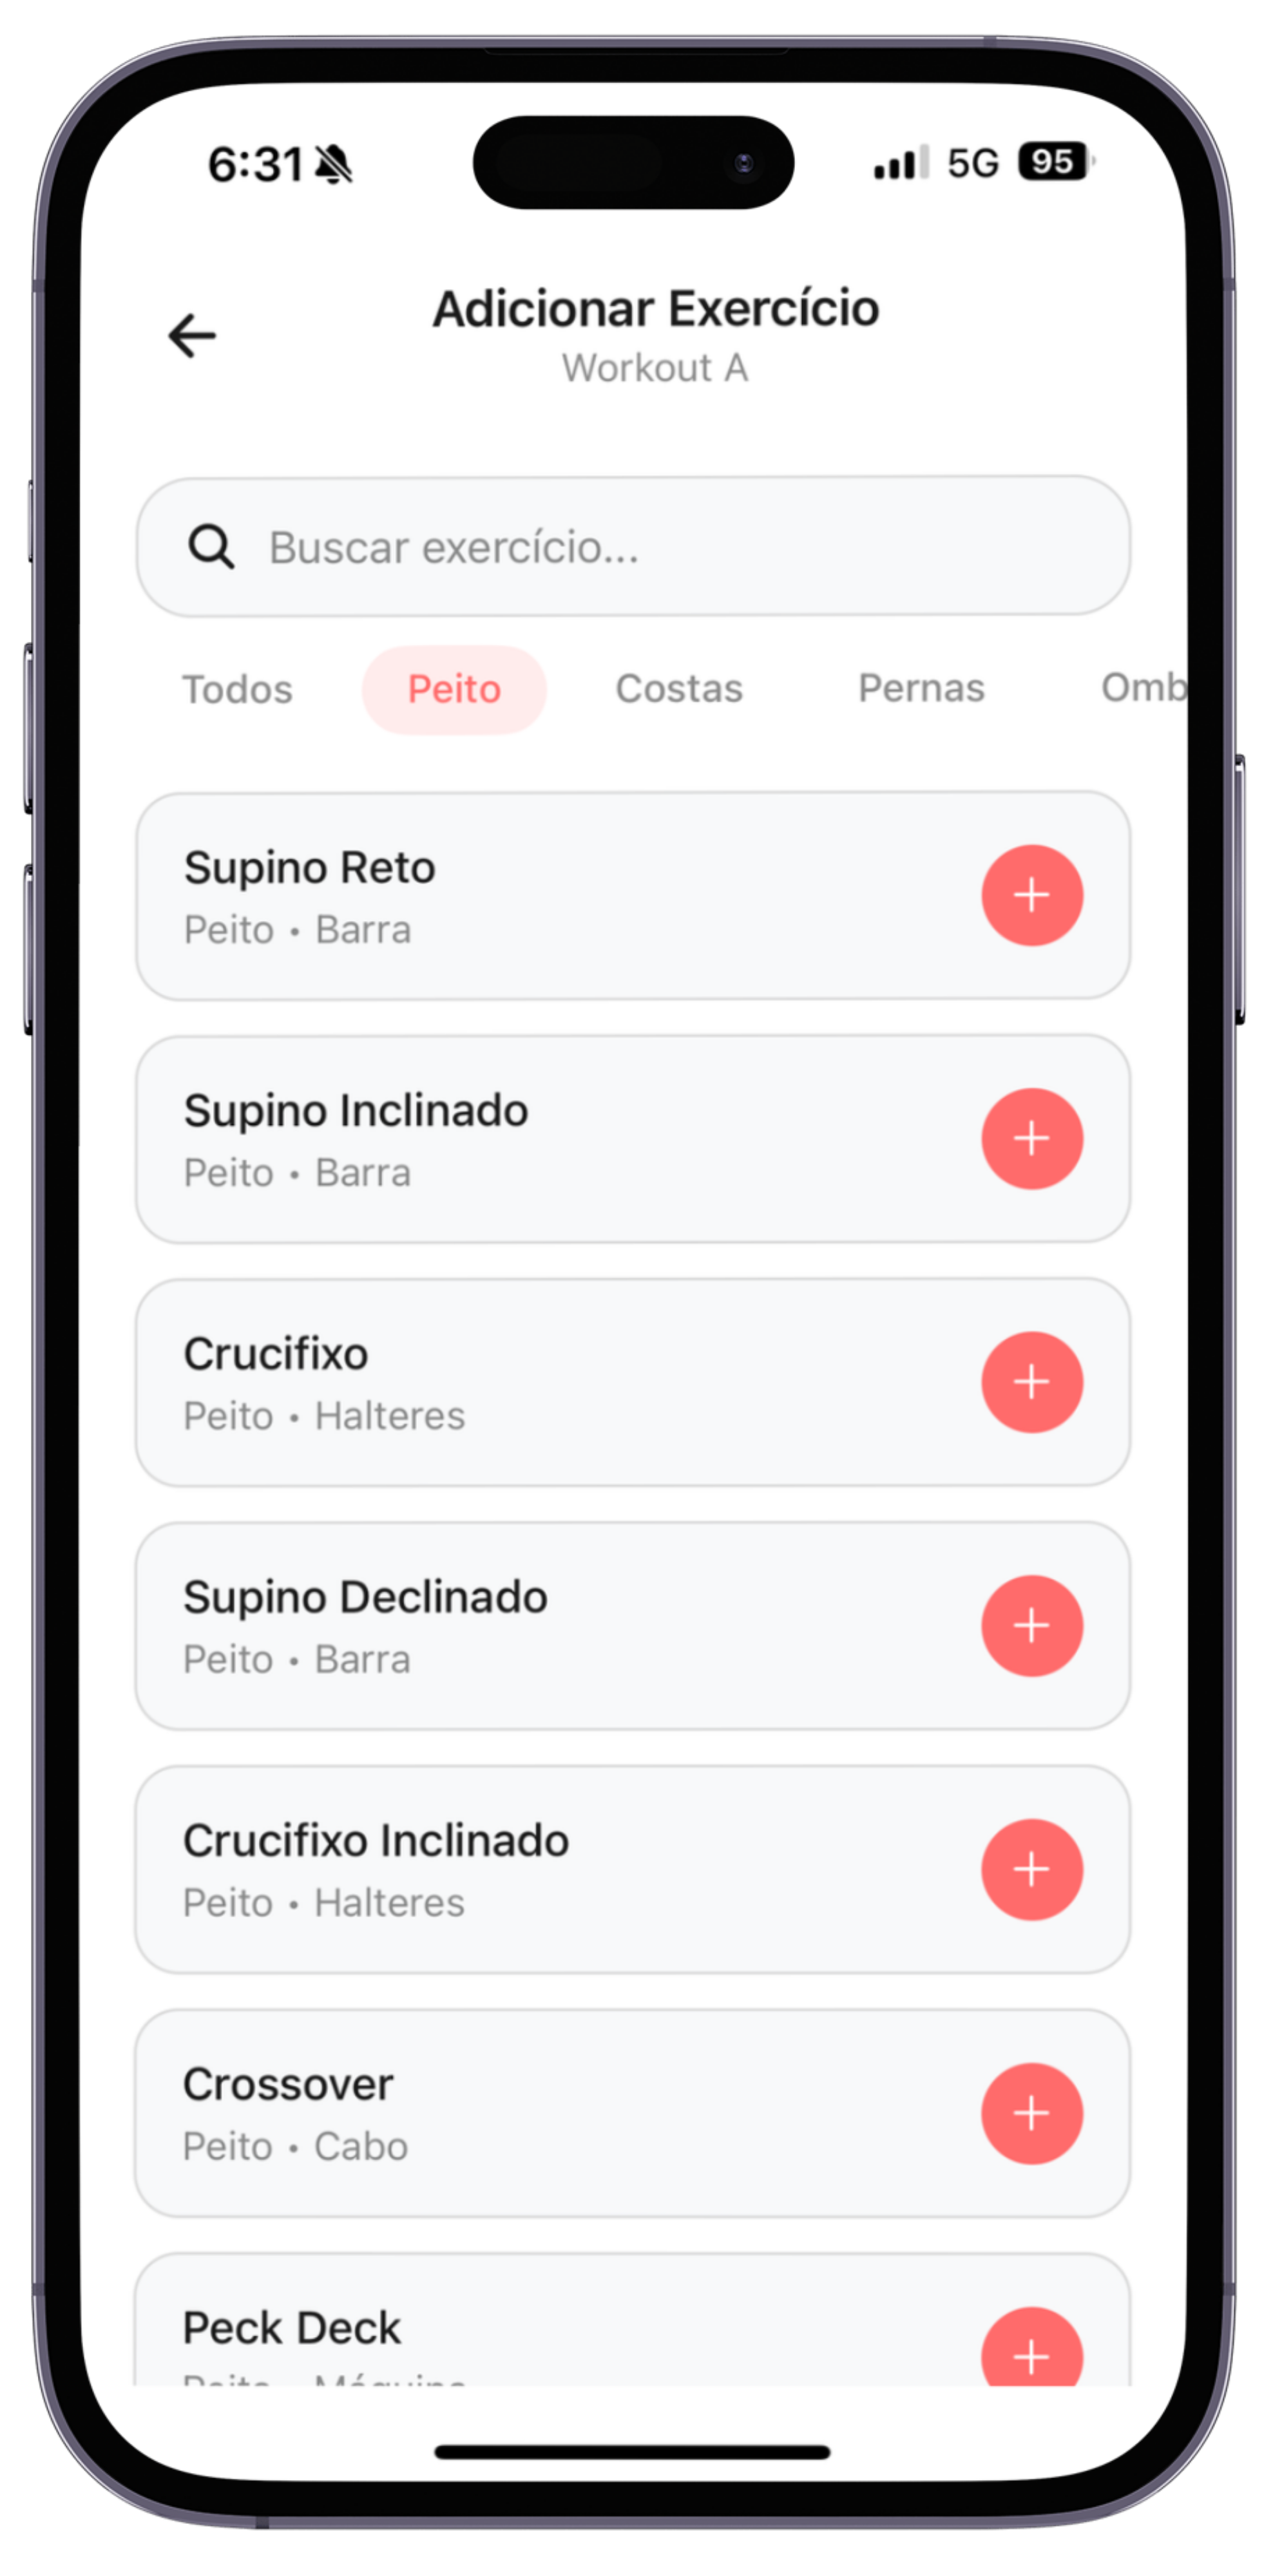 6:31 5G 95
Adicionar Exercício
Workout A
Buscar exercício...
Todos Peito Costas Pernas Omb
Supino Reto
Peito • Barra
Supino Inclinado
Peito • Barra
Crucifixo
Peito • Halteres
Supino Declinado
Peito • Barra
Crucifixo Inclinado
Peito • Halteres
Crossover
Peito • Cabo
Peck Deck
Peito • Máquina